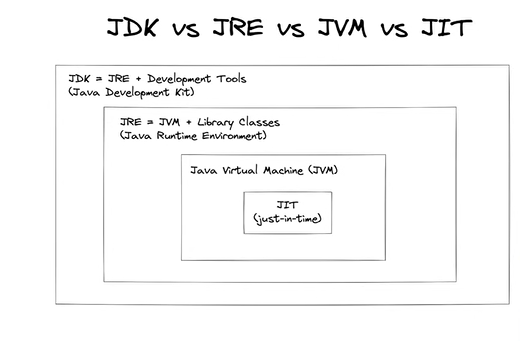 JDK vs JRE vs JVM vs JIT
JDK = JRE + Development Tools
(Java Development Kit)
JRE = JVM + Library Classes
(Java Runtime Environment)
Java Virtual Machine (JVM)
JIT
(just-in-time)